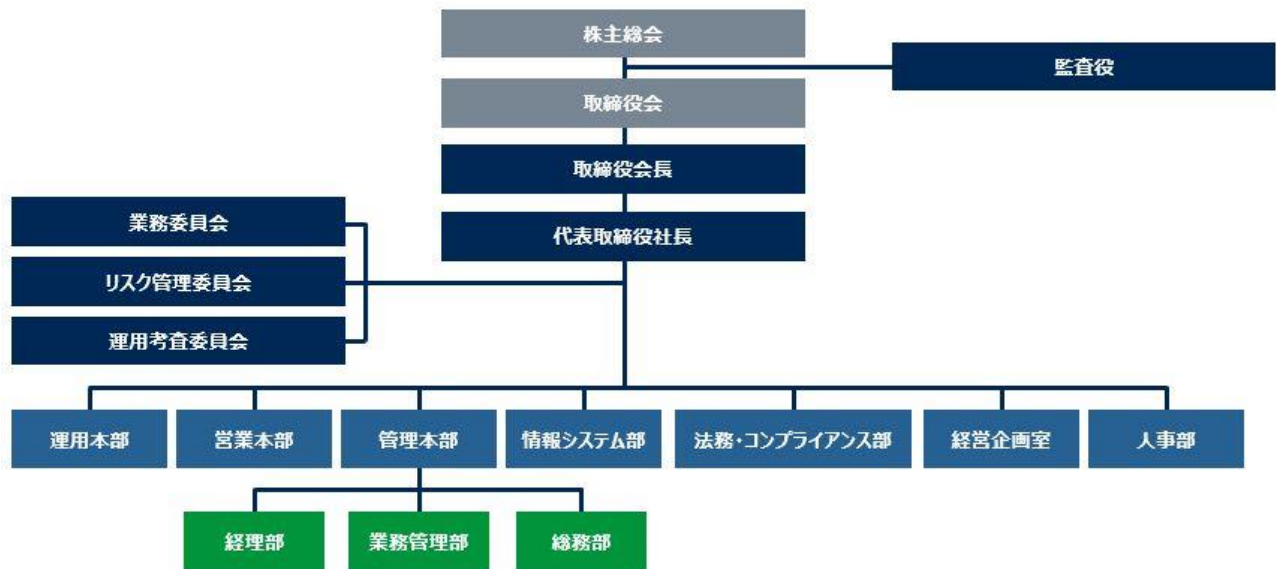 株主総会
監査役
取締役会
取締役会長
代表取締役社長
業務委員会
リスク管理委員会
運用考査委員会
運用本部
営業本部
管理本部
情報システム部
法務・コンプライアンス部
経営企画室
人事部
経理部
業務管理部
総務部